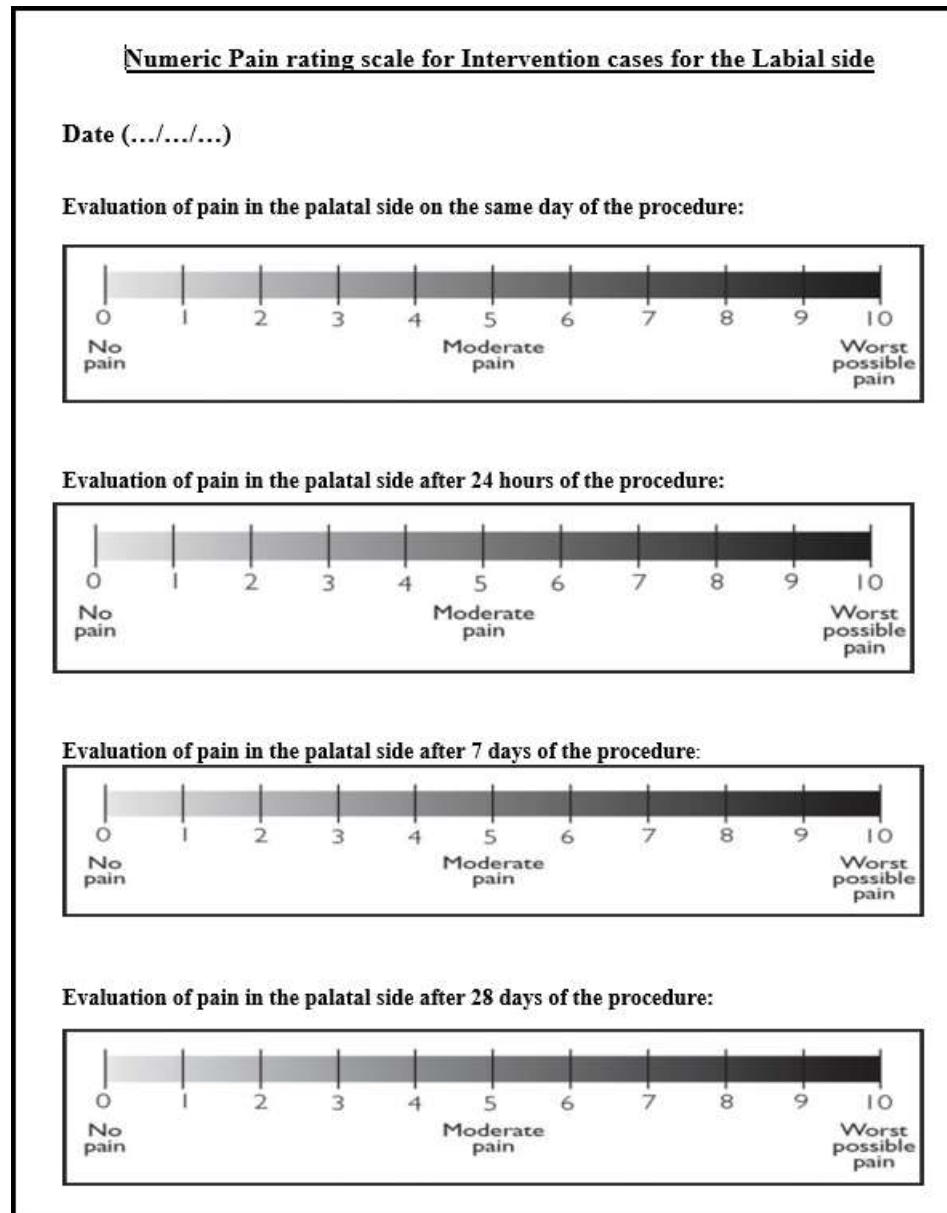 Numeric Pain rating scale for Intervention cases for the Labial side
Date (…/…/…)
Evaluation of pain in the palatal side on the same day of the procedure:
0 1 2 3 4 5 6 7 8 9 10
No pain Moderate pain Worst possible pain
Evaluation of pain in the palatal side after 24 hours of the procedure:
0 1 2 3 4 5 6 7 8 9 10
No pain Moderate pain Worst possible pain
Evaluation of pain in the palatal side after 7 days of the procedure:
0 1 2 3 4 5 6 7 8 9 10
No pain Moderate pain Worst possible pain
Evaluation of pain in the palatal side after 28 days of the procedure:
0 1 2 3 4 5 6 7 8 9 10
No pain Moderate pain Worst possible pain